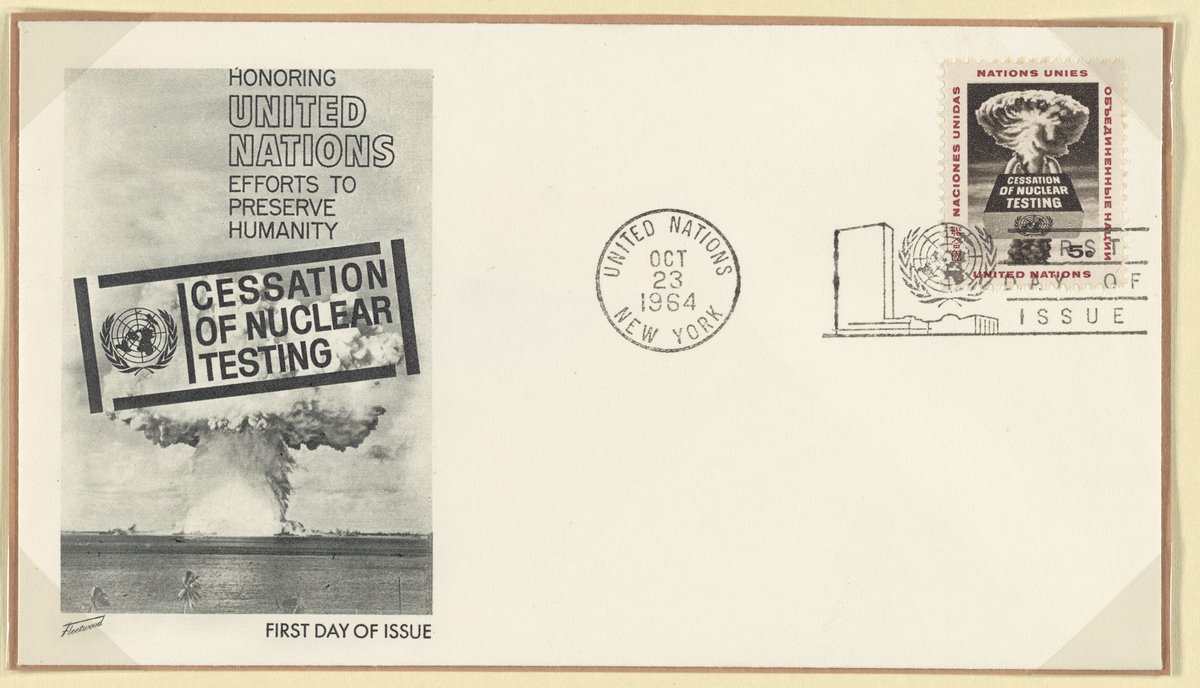 HONORING
UNITED
NATIONS
EFFORTS TO
PRESERVE
HUMANITY
CESSATION
OF NUCLEAR
TESTING
Fleetwood
FIRST DAY OF ISSUE
UNITED NATIONS
OCT
23
1964
NEW YORK
NATIONS UNIES
NACIONES UNIDAS
ОБЪЕДИНЕННЫЕ НАЦИИ
CESSATION
OF NUCLEAR
TESTING
5c
UNITED NATIONS
DAY OF
ISSUE